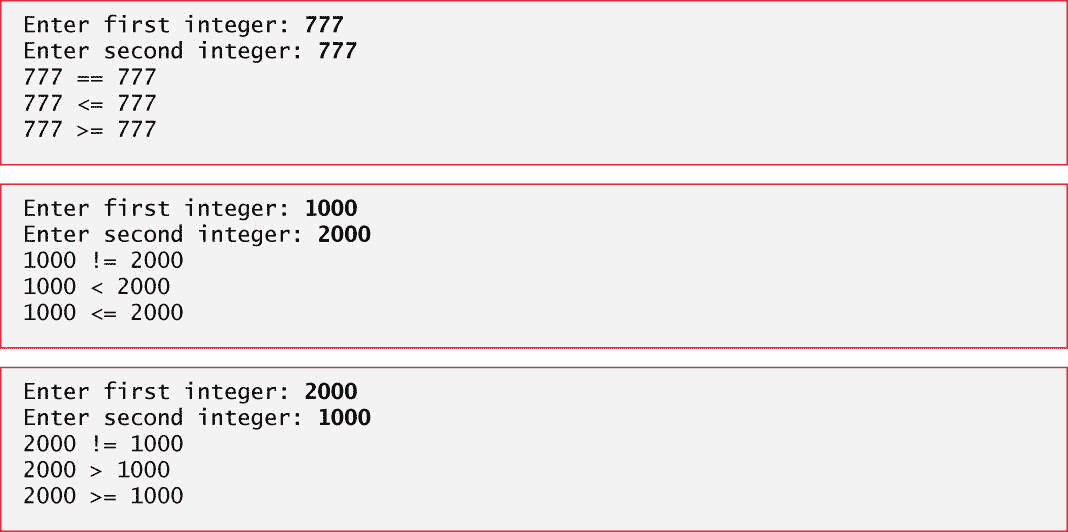 Enter first integer: 777
Enter second integer: 777
777 == 777
777 <= 777
777 >= 777
Enter first integer: 1000
Enter second integer: 2000
1000 != 2000
1000 < 2000
1000 <= 2000
Enter first integer: 2000
Enter second integer: 1000
2000 != 1000
2000 > 1000
2000 >= 1000